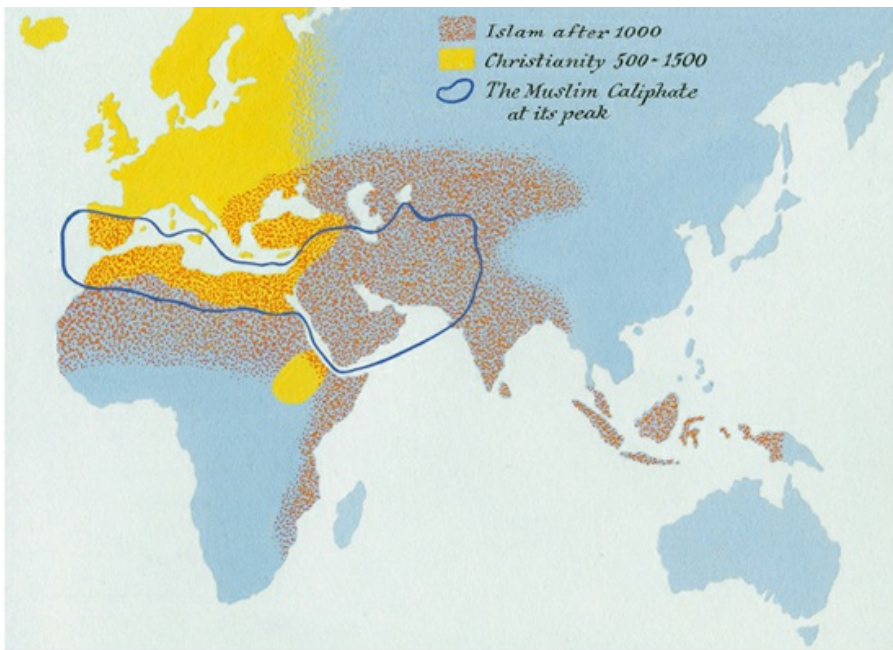 Islam after 1000
Christianity 500-1500
The Muslim Caliphate
at its peak